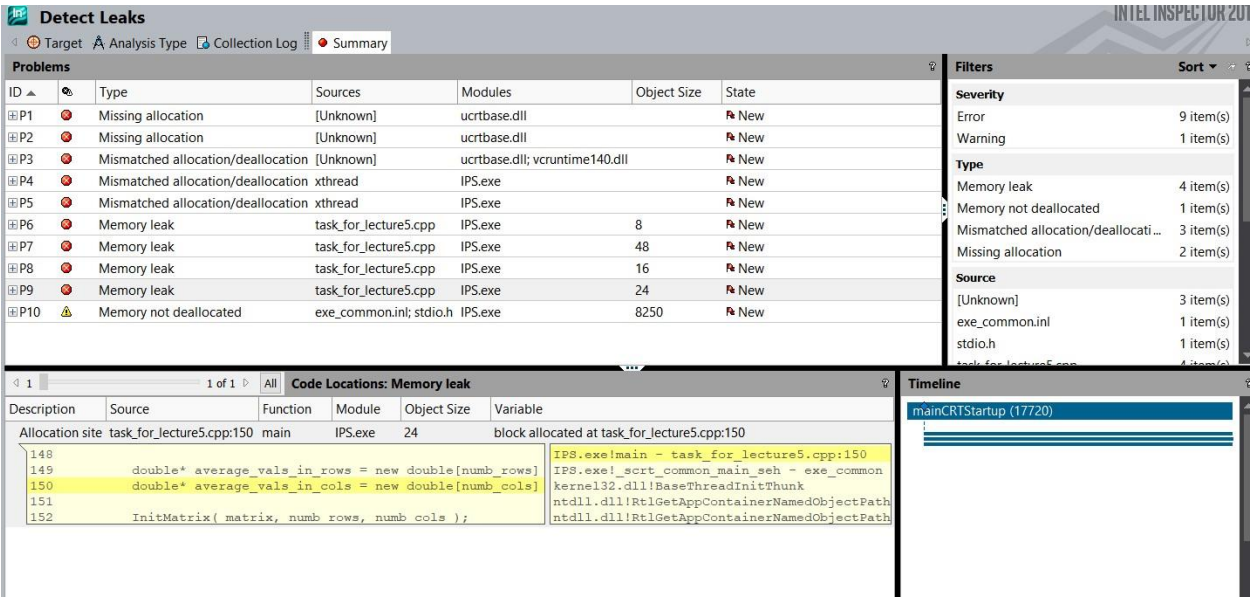 Detect Leaks
INTEL INSPECTOR 201
Target Analysis Type Collection Log Summary
Problems ?
ID Type Sources Modules Object Size State
P1 Missing allocation [Unknown] ucrtbase.dll New
P2 Missing allocation [Unknown] ucrtbase.dll New
P3 Mismatched allocation/deallocation [Unknown] ucrtbase.dll; vcruntime140.dll New
P4 Mismatched allocation/deallocation xthread IPS.exe New
P5 Mismatched allocation/deallocation xthread IPS.exe New
P6 Memory leak task_for_lecture5.cpp IPS.exe 8 New
P7 Memory leak task_for_lecture5.cpp IPS.exe 48 New
P8 Memory leak task_for_lecture5.cpp IPS.exe 16 New
P9 Memory leak task_for_lecture5.cpp IPS.exe 24 New
P10 Memory not deallocated exe_common.inl; stdio.h IPS.exe 8250 New
Filters Sort ?
Severity
Error 9 item(s)
Warning 1 item(s)
Type
Memory leak 4 item(s)
Memory not deallocated 1 item(s)
Mismatched allocation/deallocati... 3 item(s)
Missing allocation 2 item(s)
Source
[Unknown] 3 item(s)
exe_common.inl 1 item(s)
stdio.h 1 item(s)
task_for_lecture5.cpp 4 item(s)
1 1 of 1 All Code Locations: Memory leak ?
Description Source Function Module Object Size Variable
Allocation site task_for_lecture5.cpp:150 main IPS.exe 24 block allocated at task_for_lecture5.cpp:150
148
149 double* average_vals_in_rows = new double[numb_rows]
150 double* average_vals_in_cols = new double[numb_cols]
151
152 InitMatrix( matrix, numb_rows, numb_cols );
IPS.exe!main - task_for_lecture5.cpp:150
IPS.exe!_scrt_common_main_seh - exe_common
kernel32.dll!BaseThreadInitThunk
ntdll.dll!RtlGetAppContainerNamedObjectPath
ntdll.dll!RtlGetAppContainerNamedObjectPath
Timeline ?
mainCRTStartup (17720)